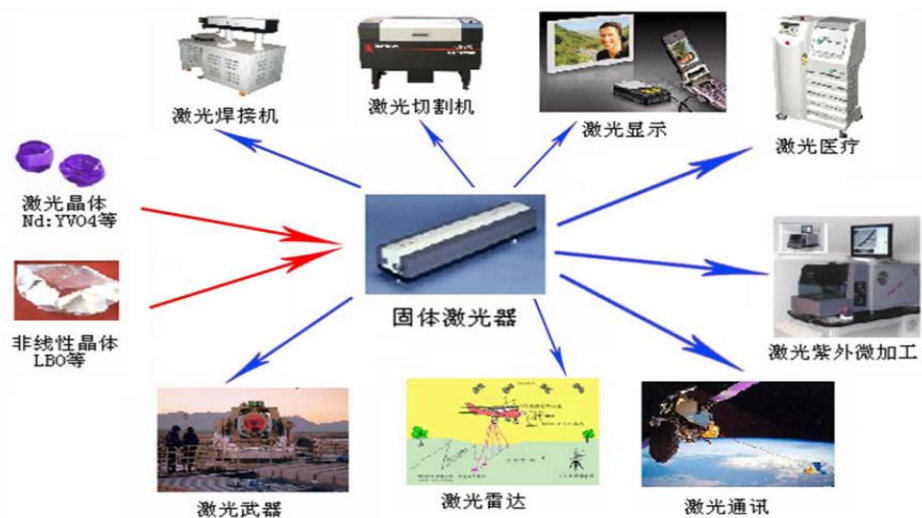 激光焊接机
激光切割机
激光显示
激光医疗
激光晶体
Nd:YVO4等
固体激光器
非线性晶体
LBO等
激光紫外微加工
激光武器
激光雷达
激光通讯